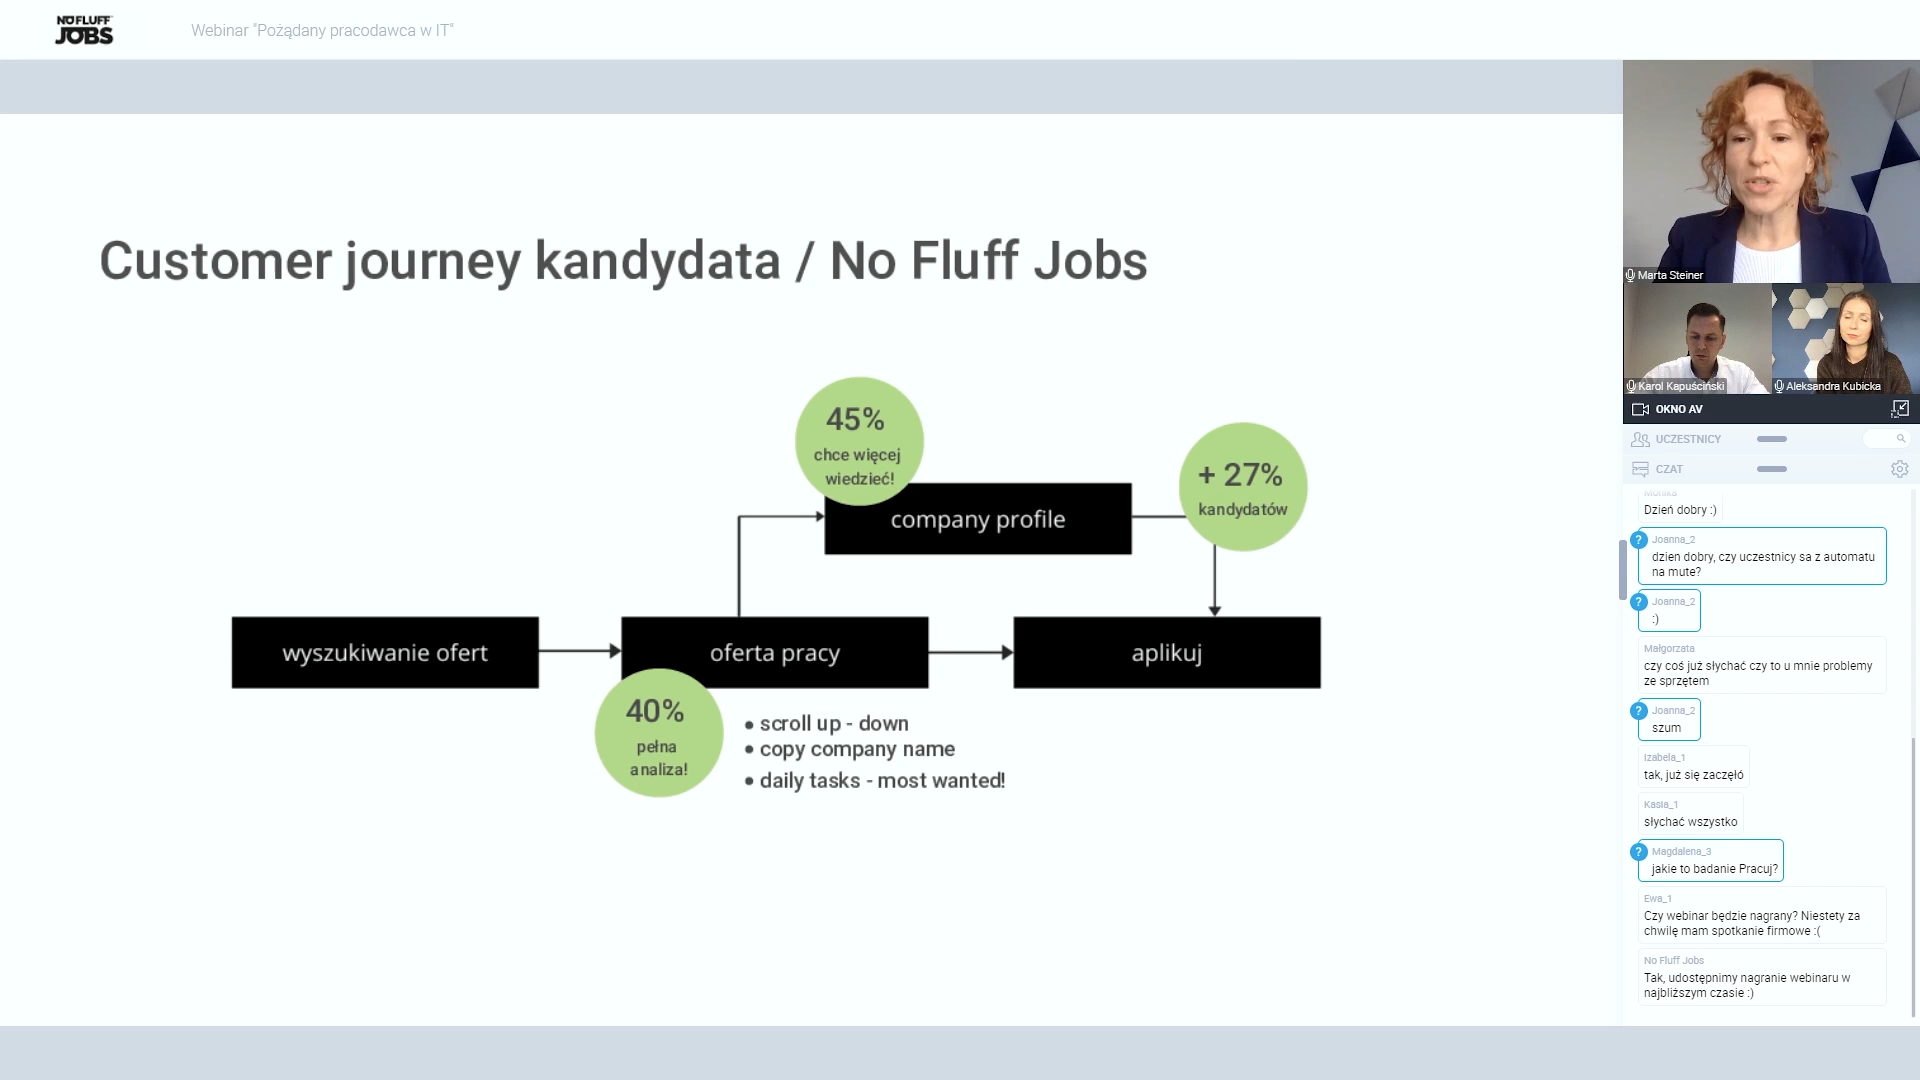 NO FLUFF
JOBS
Webinar "Pożądany pracodawca w IT"
Customer journey kandydata / No Fluff Jobs
45%
chce więcej
wiedzieć!
+ 27%
kandydatów
company profile
wyszukiwanie ofert
oferta pracy
aplikuj
40%
pełna
analiza!
• scroll up - down
• copy company name
• daily tasks - most wanted!
Marta Steiner
Karol Kapuściński
Aleksandra Kubicka
OKNO AV
UCZESTNICY
CZAT
Monika
Dzień dobry :)
?
Joanna_2
dzien dobry, czy uczestnicy sa z automatu
na mute?
?
Joanna_2
:)
Małgorzata
czy coś już słychać czy to u mnie problemy
ze sprzętem
?
Joanna_2
szum
Izabela_1
tak, już się zaczęłó
Kasia_1
słychać wszystko
?
Magdalena_3
jakie to badanie Pracuj?
Ewa_1
Czy webinar będzie nagrany? Niestety za
chwilę mam spotkanie firmowe :(
No Fluff Jobs
Tak, udostępnimy nagranie webinaru w
najbliższym czasie :)